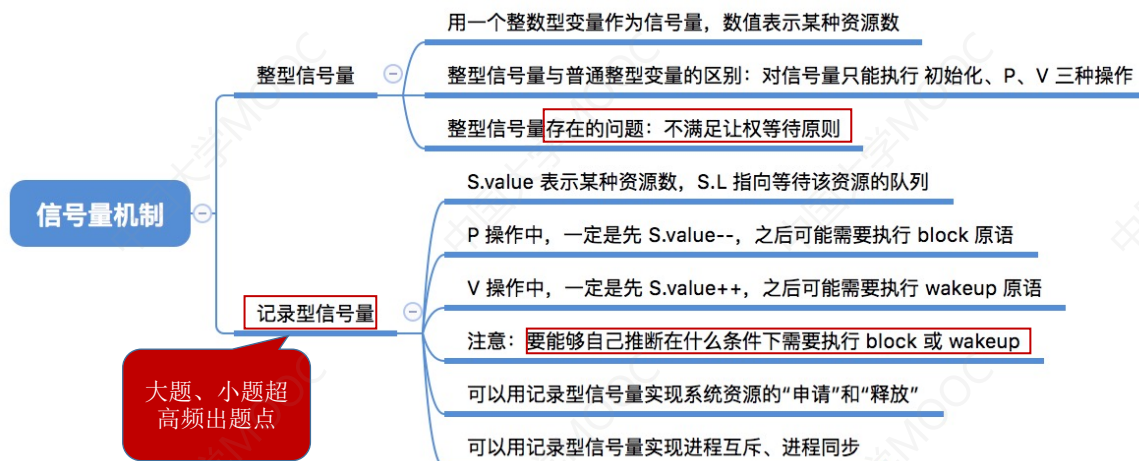 用一个整数型变量作为信号量，数值表示某种资源数
整型信号量
整型信号量与普通整型变量的区别：对信号量只能执行 初始化、P、V 三种操作
整型信号量存在的问题：不满足让权等待原则
信号量机制
S.value 表示某种资源数，S.L 指向等待该资源的队列
P 操作中，一定是先 S.value--，之后可能需要执行 block 原语
V 操作中，一定是先 S.value++，之后可能需要执行 wakeup 原语
记录型信号量
注意：要能够自己推断在什么条件下需要执行 block 或 wakeup
大题、小题超
高频出题点
可以用记录型信号量实现系统资源的“申请”和“释放”
可以用记录型信号量实现进程互斥、进程同步